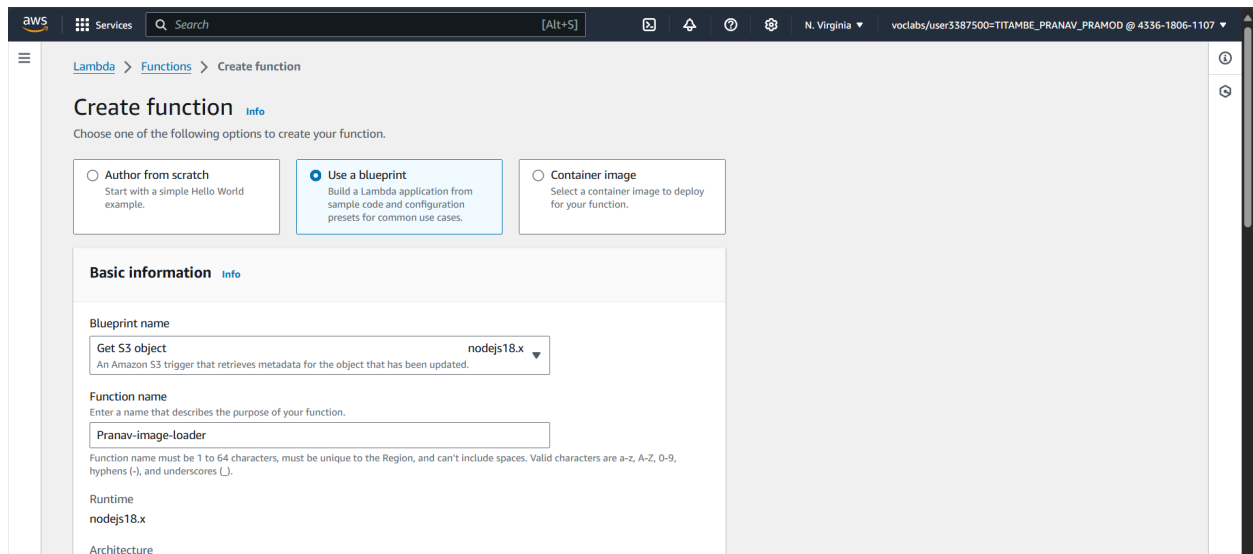 aws
Services
Search
[Alt+S]
N. Virginia
voclabs/user3387500=TITAMBE_PRANAV_PRAMOD @ 4336-1806-1107
Lambda > Functions > Create function
Create function Info
Choose one of the following options to create your function.
Author from scratch
Start with a simple Hello World
example.
Use a blueprint
Build a Lambda application from
sample code and configuration
presets for common use cases.
Container image
Select a container image to deploy
for your function.
Basic information Info
Blueprint name
Get S3 object nodejs18.x
An Amazon S3 trigger that retrieves metadata for the object that has been updated.
Function name
Enter a name that describes the purpose of your function.
Pranav-image-loader
Function name must be 1 to 64 characters, must be unique to the Region, and can't include spaces. Valid characters are a-z, A-Z, 0-9,
hyphens (-), and underscores (_).
Runtime
nodejs18.x
Architecture